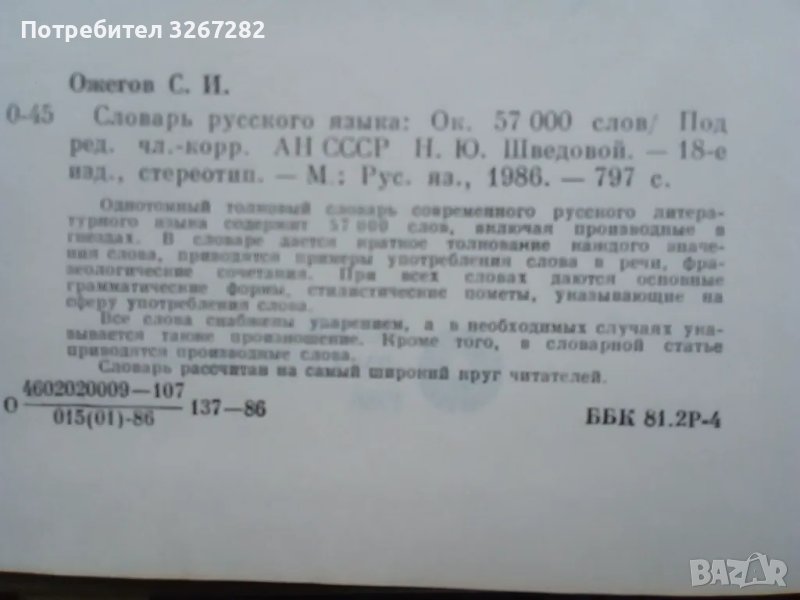 Потребител 3267282
Ожегов С. И.
О-45 Словарь русского языка: Ок. 57 000 слов/ Под
ред. чл.-корр. АН СССР Н. Ю. Шведовой. — 18-е
изд., стереотип. — М.: Рус. яз., 1986. — 797 с.
Однотомный толковый словарь современного русского литера-
турного языка содержит 57 000 слов, включая производные в
гнездах. В словаре дается краткое толкование каждого значе-
ния слова, приводятся примеры употребления слова в речи, фра-
зеологические сочетания. При всех словах даются основные
грамматические формы, стилистические пометы, указывающие на
сферу употребления слова.
Все слова снабжены ударением, а в необходимых случаях ука-
зывается также произношение. Кроме того, в словарной статье
приводятся производные слова.
Словарь рассчитан на самый широкий круг читателей.
О 4602020009—107
015(01)-86
137—86
ББК 81.2Р-4
BAZAR